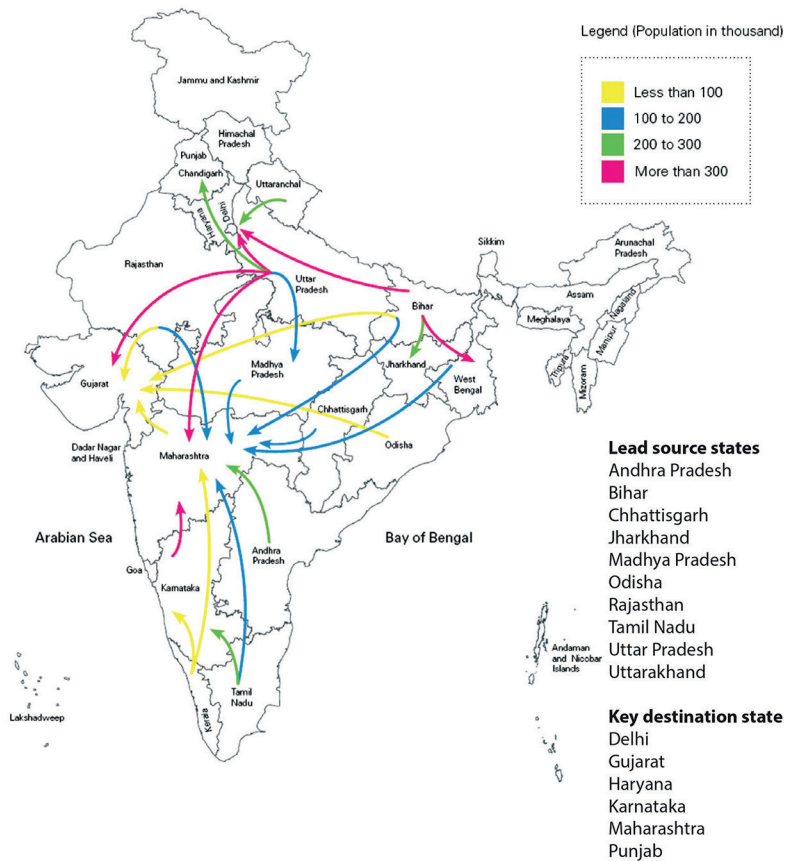 Legend (Population in thousand)
Less than 100
100 to 200
200 to 300
More than 300
Jammu and Kashmir
Himachal
Pradesh
Punjab
Chandigarh
Uttaranchal
Haryana
Delhi
Rajasthan
Uttar
Pradesh
Sikkim
Arunachal
Pradesh
Assam
Nagaland
Meghalaya
Manipur
Tripura
Mizoram
Bihar
Gujarat
Madhya
Pradesh
Jharkhand
West
Bengal
Chhattisgarh
Dadar Nagar
and Haveli
Maharashtra
Odisha
Arabian Sea
Bay of Bengal
Goa
Andhra
Pradesh
Karnataka
Tamil
Nadu
Kerala
Lakshadweep
Andaman
and Nicobar
Islands
Lead source states
Andhra Pradesh
Bihar
Chhattisgarh
Jharkhand
Madhya Pradesh
Odisha
Rajasthan
Tamil Nadu
Uttar Pradesh
Uttarakhand
Key destination state
Delhi
Gujarat
Haryana
Karnataka
Maharashtra
Punjab